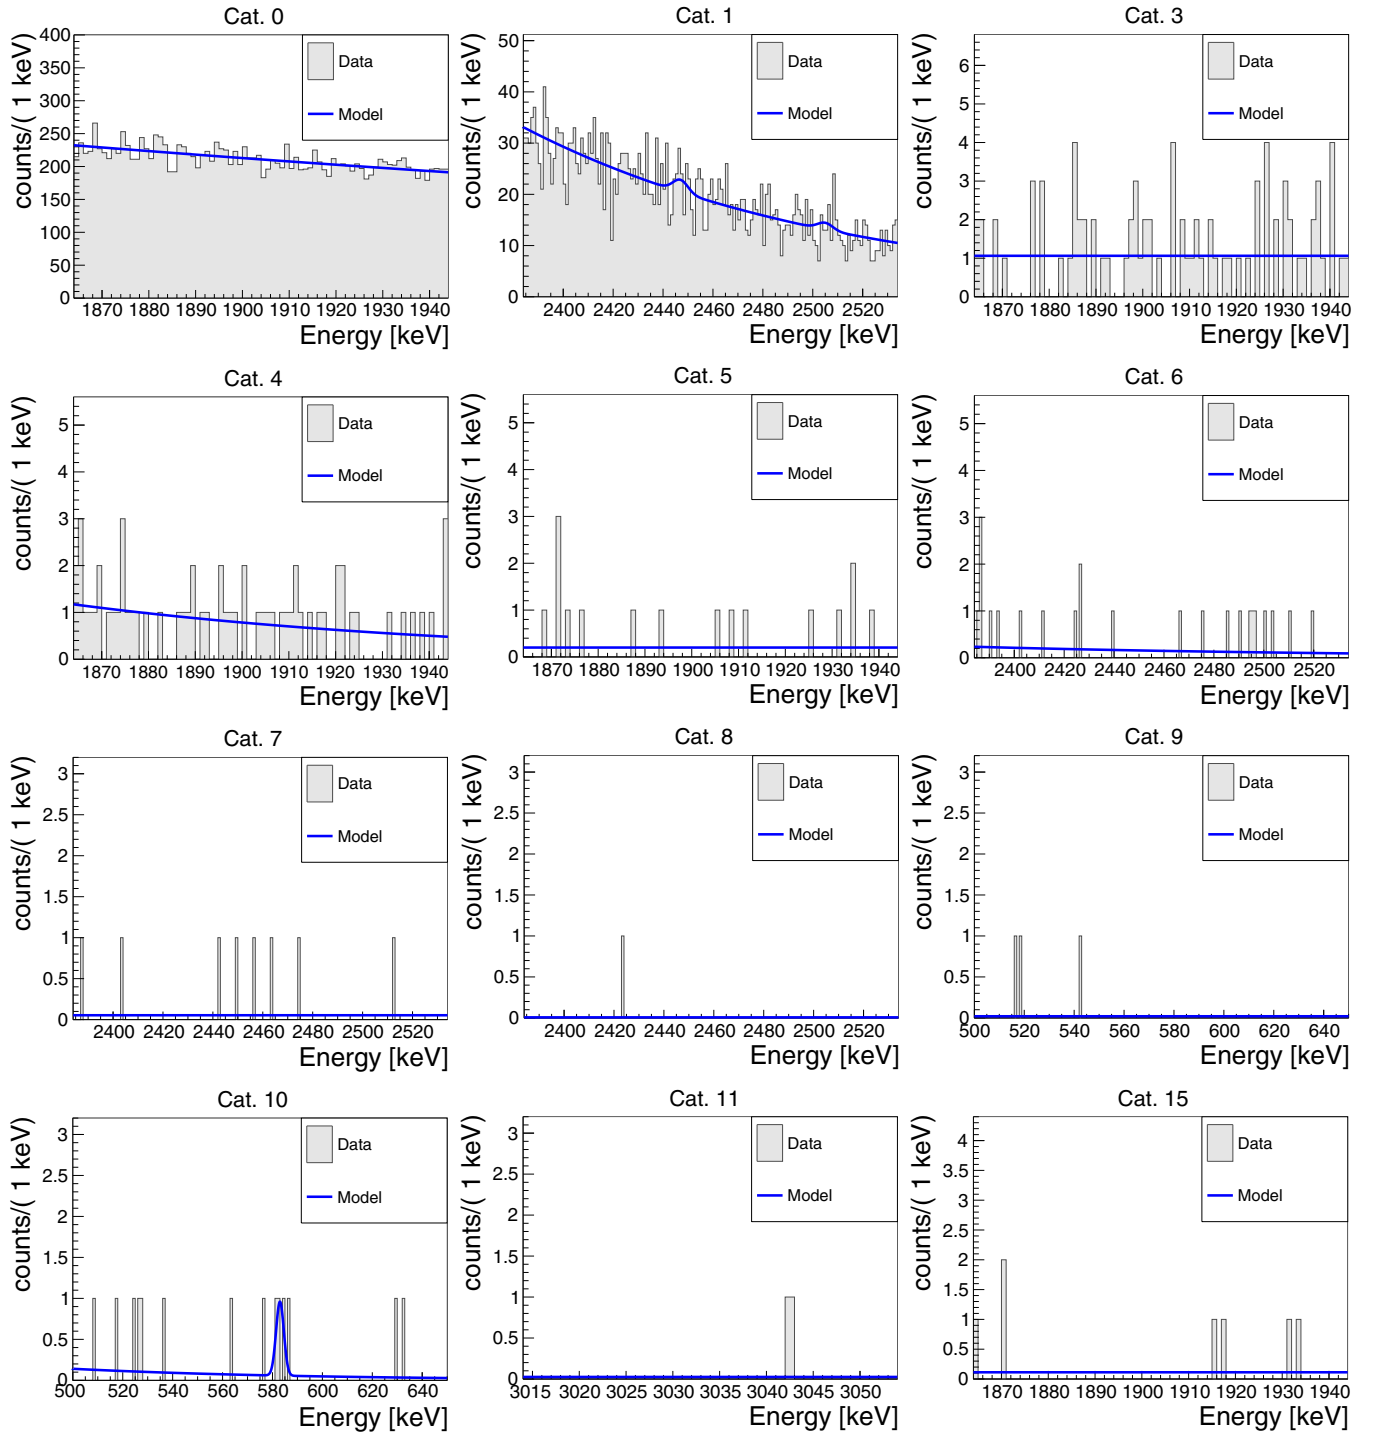 Cat. 0
counts/( 1 keV)
400
350
300
250
200
150
100
50
0
Data
Model
1870 1880 1890 1900 1910 1920 1930 1940
Energy [keV]
Cat. 1
counts/( 1 keV)
50
40
30
20
10
0
Data
Model
2400 2420 2440 2460 2480 2500 2520
Energy [keV]
Cat. 3
counts/( 1 keV)
6
5
4
3
2
1
0
Data
Model
1870 1880 1890 1900 1910 1920 1930 1940
Energy [keV]
Cat. 4
counts/( 1 keV)
5
4
3
2
1
0
Data
Model
1870 1880 1890 1900 1910 1920 1930 1940
Energy [keV]
Cat. 5
counts/( 1 keV)
5
4
3
2
1
0
Data
Model
1870 1880 1890 1900 1910 1920 1930 1940
Energy [keV]
Cat. 6
counts/( 1 keV)
5
4
3
2
1
0
Data
Model
2400 2420 2440 2460 2480 2500 2520
Energy [keV]
Cat. 7
counts/( 1 keV)
3
2.5
2
1.5
1
0.5
0
Data
Model
2400 2420 2440 2460 2480 2500 2520
Energy [keV]
Cat. 8
counts/( 1 keV)
3
2.5
2
1.5
1
0.5
0
Data
Model
2400 2420 2440 2460 2480 2500 2520
Energy [keV]
Cat. 9
counts/( 1 keV)
3
2.5
2
1.5
1
0.5
0
Data
Model
500 520 540 560 580 600 620 640
Energy [keV]
Cat. 10
counts/( 1 keV)
3
2.5
2
1.5
1
0.5
0
Data
Model
500 520 540 560 580 600 620 640
Energy [keV]
Cat. 11
counts/( 1 keV)
3
2.5
2
1.5
1
0.5
0
Data
Model
3015 3020 3025 3030 3035 3040 3045 3050
Energy [keV]
Cat. 15
counts/( 1 keV)
4
3.5
3
2.5
2
1.5
1
0.5
0
Data
Model
1870 1880 1890 1900 1910 1920 1930 1940
Energy [keV]